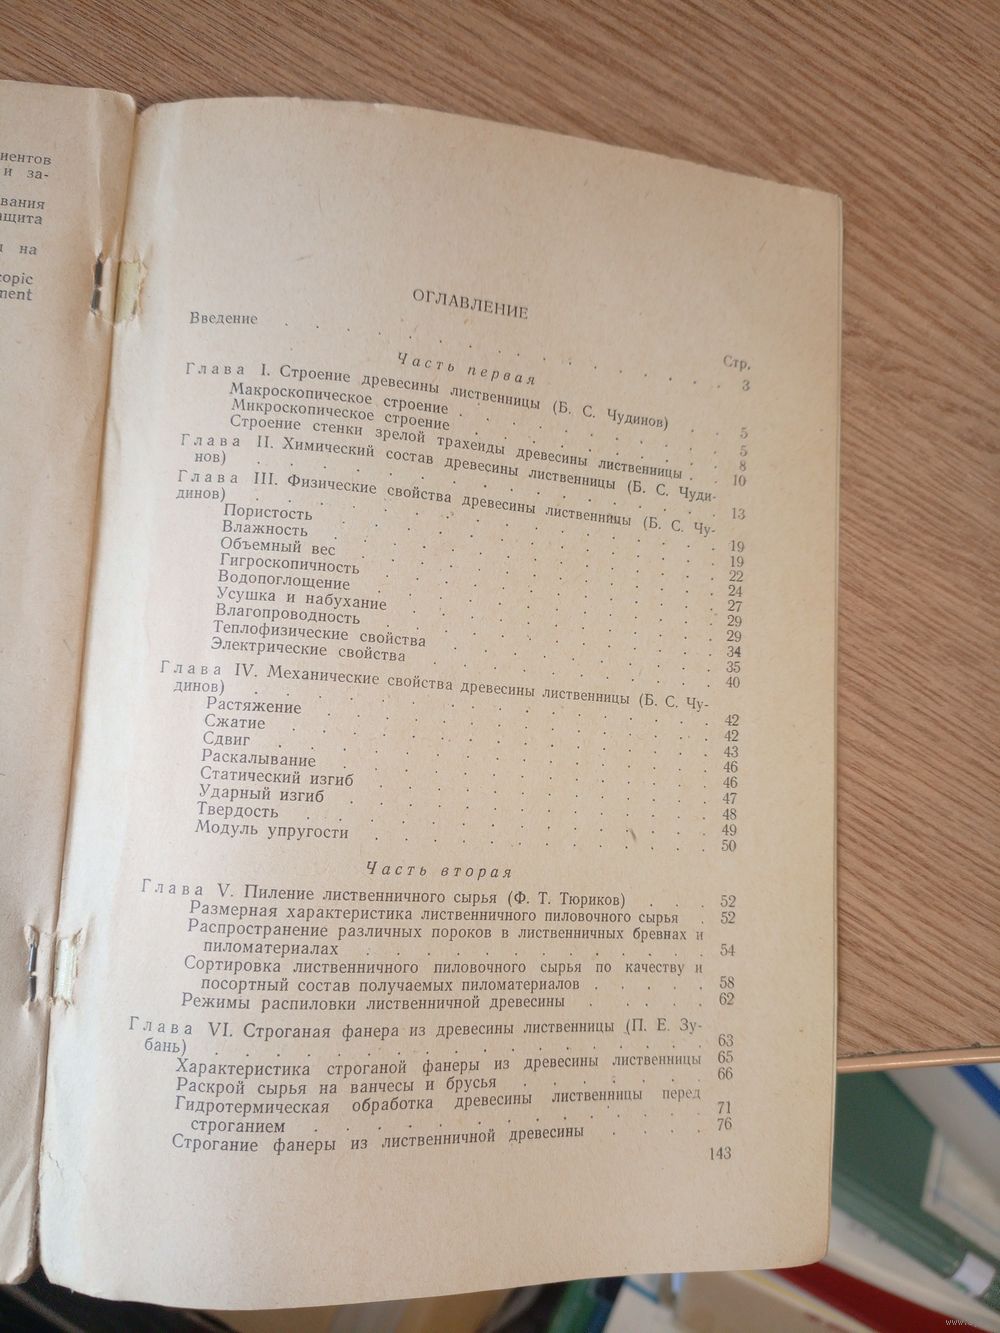 иентов
и за-
вания
ащита
на
copic
ment
ОГЛАВЛЕНИЕ
Стр.
Введение . . . . . . . . . . . . . . . 3
Часть первая
Глава I. Строение древесины лиственницы (Б. С. Чудинов) . . 5
Макроскопическое строение . . . . . . . . . 5
Микроскопическое строение . . . . . . . . . 8
Строение стенки зрелой трахеиды древесины лиственницы . . 10
Глава II. Химический состав древесины лиственницы (Б. С. Чуди-
нов) . . . . . . . . . . . . . . . 13
Глава III. Физические свойства древесины лиственницы (Б. С. Чу-
динов) . . . . . . . . . . . . . . . 19
Пористость . . . . . . . . . . . . . 19
Влажность . . . . . . . . . . . . . 22
Объемный вес . . . . . . . . . . . . 24
Гигроскопичность . . . . . . . . . . . 27
Водопоглощение . . . . . . . . . . . 29
Усушка и набухание . . . . . . . . . . 29
Влагопроводность . . . . . . . . . . . 34
Теплофизические свойства . . . . . . . . . 35
Электрические свойства . . . . . . . . . . 40
Глава IV. Механические свойства древесины лиственницы (Б. С. Чу-
динов) . . . . . . . . . . . . . . . 42
Растяжение . . . . . . . . . . . . . 42
Сжатие . . . . . . . . . . . . . . 43
Сдвиг . . . . . . . . . . . . . . 46
Раскалывание . . . . . . . . . . . . 46
Статический изгиб . . . . . . . . . . . 47
Ударный изгиб . . . . . . . . . . . . 48
Твердость . . . . . . . . . . . . . 49
Модуль упругости . . . . . . . . . . . 50
Часть вторая
Глава V. Пиление лиственничного сырья (Ф. Т. Тюриков) . . . 52
Размерная характеристика лиственничного пиловочного сырья . 52
Распространение различных пороков в лиственничных бревнах и
пиломатериалах . . . . . . . . . . . . 54
Сортировка лиственничного пиловочного сырья по качеству и
посортный состав получаемых пиломатериалов . . . . . 58
Режимы распиловки лиственничной древесины . . . . . 62
Глава VI. Строганая фанера из древесины лиственницы (П. Е. Зу-
бань) . . . . . . . . . . . . . . . 63
Характеристика строганой фанеры из древесины лиственницы 65
Раскрой сырья на ванчесы и брусья . . . . . . . 66
Гидротермическая обработка древесины лиственницы перед
строганием . . . . . . . . . . . . . 71
Строгание фанеры из лиственничной древесины . . . . 76
143